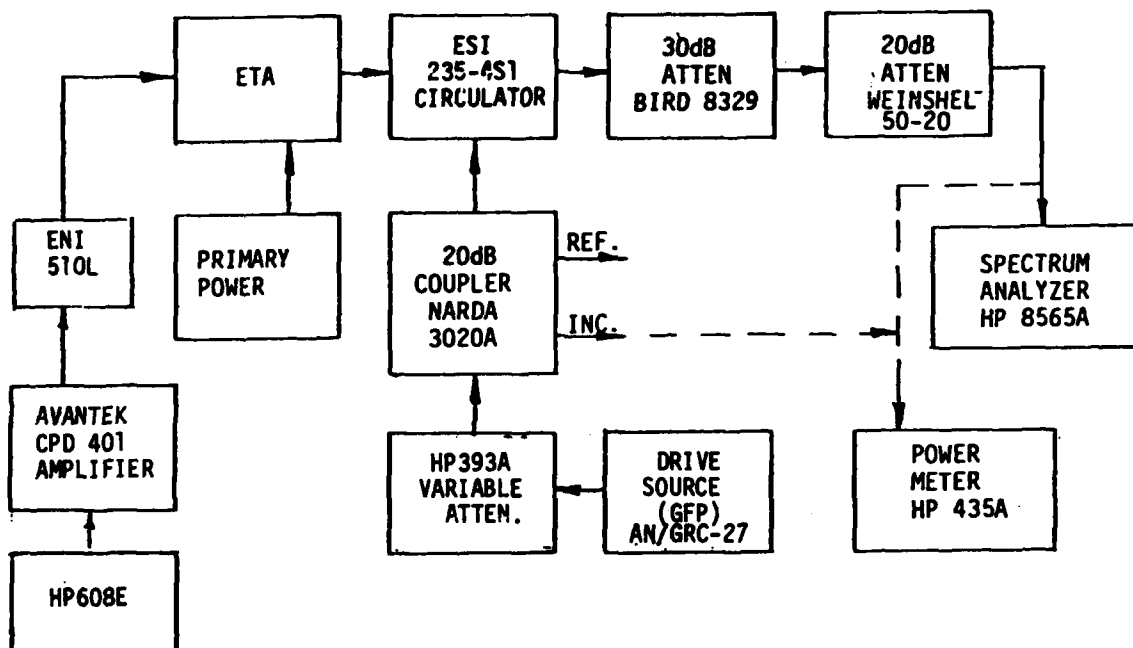 ETA
ESI
235-4S1
CIRCULATOR
30dB
ATTEN
BIRD 8329
20dB
ATTEN
WEINSHEL
50-20
ENI
510L
PRIMARY
POWER
20dB
COUPLER
NARDA
3020A
REF.
INC.
SPECTRUM
ANALYZER
HP 8565A
AVANTEK
CPD 401
AMPLIFIER
HP393A
VARIABLE
ATTEN.
DRIVE
SOURCE
(GFP)
AN/GRC-27
POWER
METER
HP 435A
HP608E